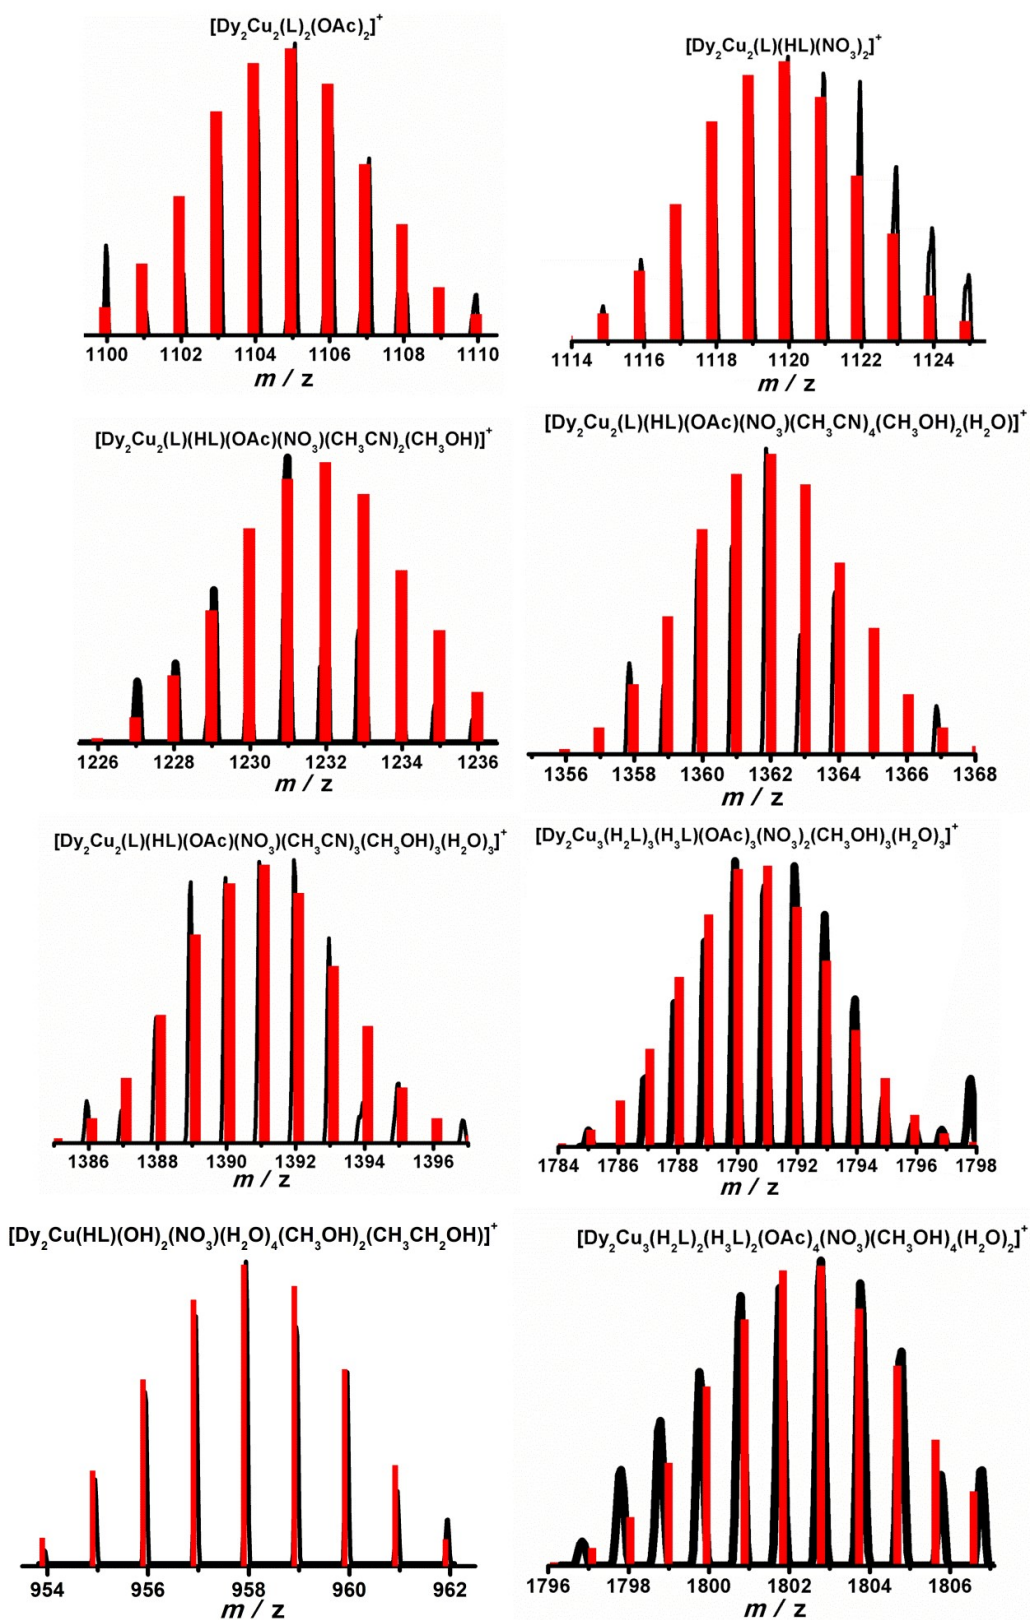 [Dy₂Cu₂(L)₂(OAc)₂]⁺
1100 1102 1104 1106 1108 1110
m / z
[Dy₂Cu₂(L)(HL)(NO₃)₂]⁺
1114 1116 1118 1120 1122 1124
m / z
[Dy₂Cu₂(L)(HL)(OAc)(NO₃)(CH₃CN)₂(CH₃OH)]⁺
1226 1228 1230 1232 1234 1236
m / z
[Dy₂Cu₂(L)(HL)(OAc)(NO₃)(CH₃CN)₄(CH₃OH)₂(H₂O)]⁺
1356 1358 1360 1362 1364 1366 1368
m / z
[Dy₂Cu₂(L)(HL)(OAc)(NO₃)(CH₃CN)₃(CH₃OH)₃(H₂O)₃]⁺
1386 1388 1390 1392 1394 1396
m / z
[Dy₂Cu₃(H₂L)₃(H₃L)(OAc)₃(NO₃)₂(CH₃OH)₃(H₂O)₃]⁺
1784 1786 1788 1790 1792 1794 1796 1798
m / z
[Dy₂Cu(HL)(OH)₂(NO₃)(H₂O)₄(CH₃OH)₂(CH₃CH₂OH)]⁺
954 956 958 960 962
m / z
[Dy₂Cu₃(H₂L)₂(H₃L)₂(OAc)₄(NO₃)(CH₃OH)₄(H₂O)₂]⁺
1796 1798 1800 1802 1804 1806
m / z